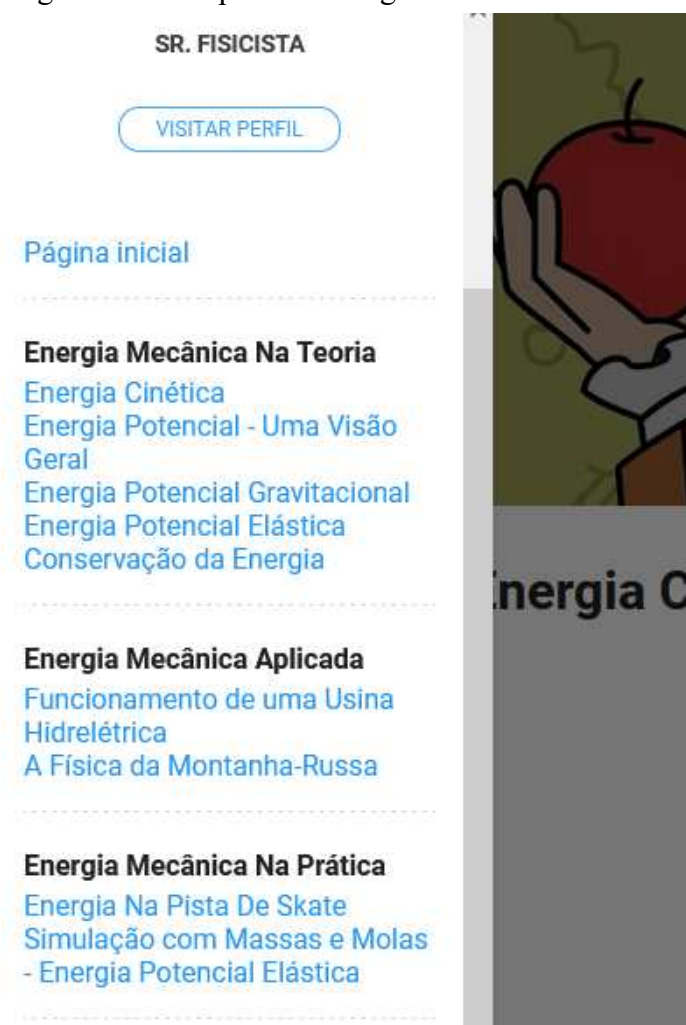 SR. FISICISTA
VISITAR PERFIL
Página inicial
Energia Mecânica Na Teoria
Energia Cinética
Energia Potencial - Uma Visão
Geral
Energia Potencial Gravitacional
Energia Potencial Elástica
Conservação da Energia
Energia Mecânica Aplicada
Funcionamento de uma Usina
Hidrelétrica
A Física da Montanha-Russa
Energia Mecânica Na Prática
Energia Na Pista De Skate
Simulação com Massas e Molas
- Energia Potencial Elástica
nergia C